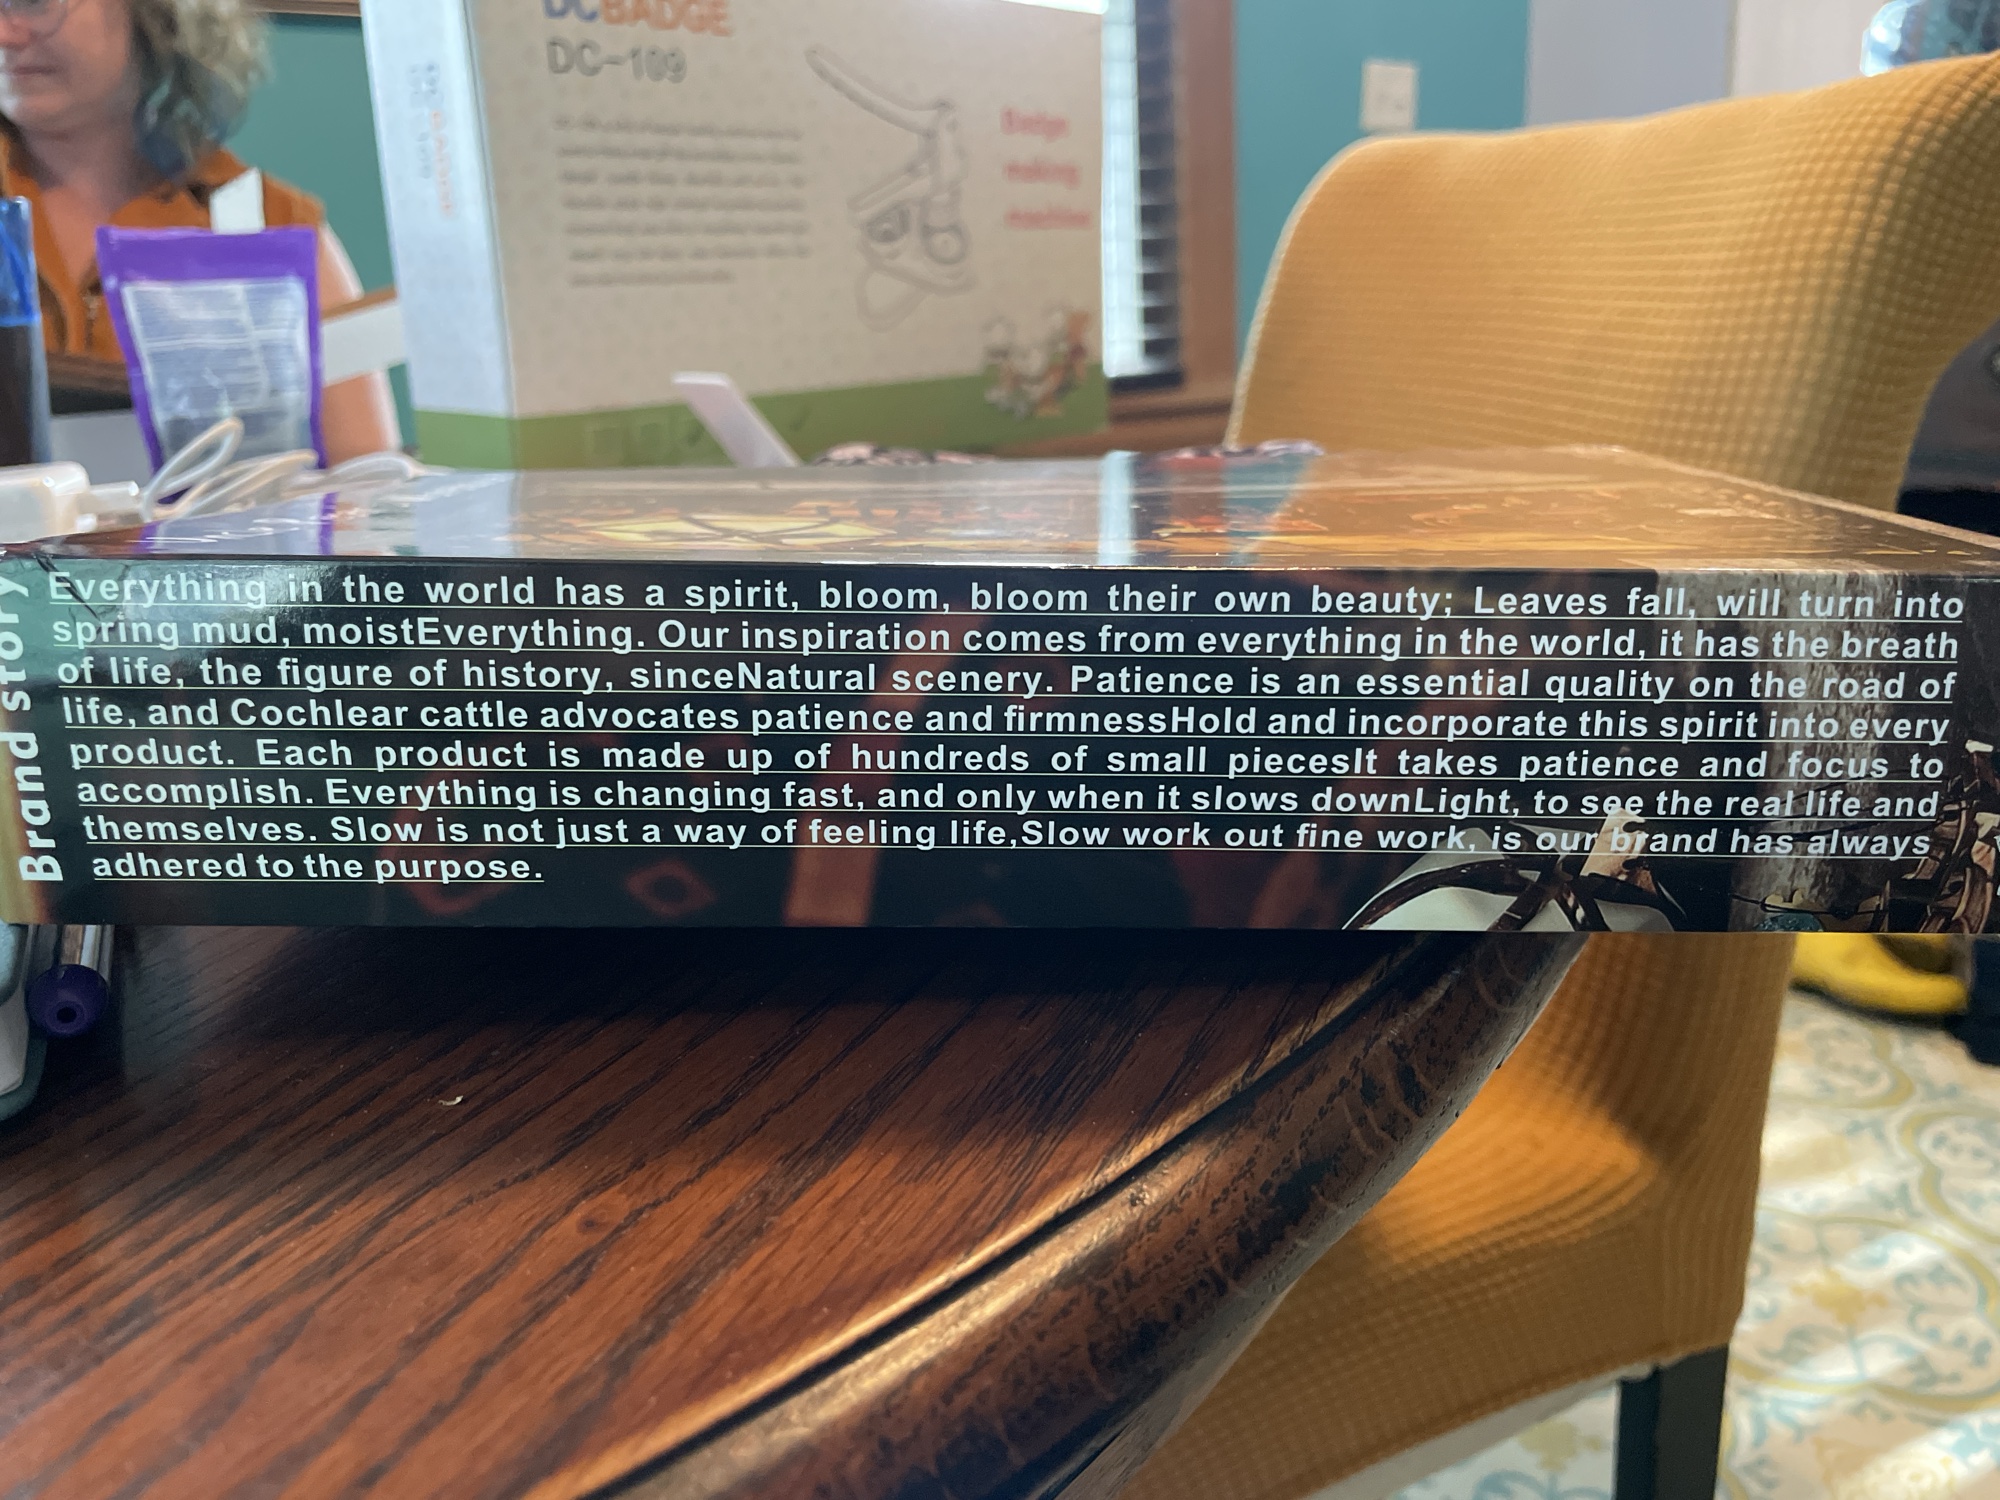 DCBADGE
DC-109
Badge
making
machine
Brand story
Everything in the world has a spirit, bloom, bloom their own beauty; Leaves fall, will turn into
spring mud, moistEverything. Our inspiration comes from everything in the world, it has the breath
of life, the figure of history, sinceNatural scenery. Patience is an essential quality on the road of
life, and Cochlear cattle advocates patience and firmnessHold and incorporate this spirit into every
product. Each product is made up of hundreds of small piecesIt takes patience and focus to
accomplish. Everything is changing fast, and only when it slows downLight, to see the real life and
themselves. Slow is not just a way of feeling life,Slow work out fine work, is our brand has always
adhered to the purpose.